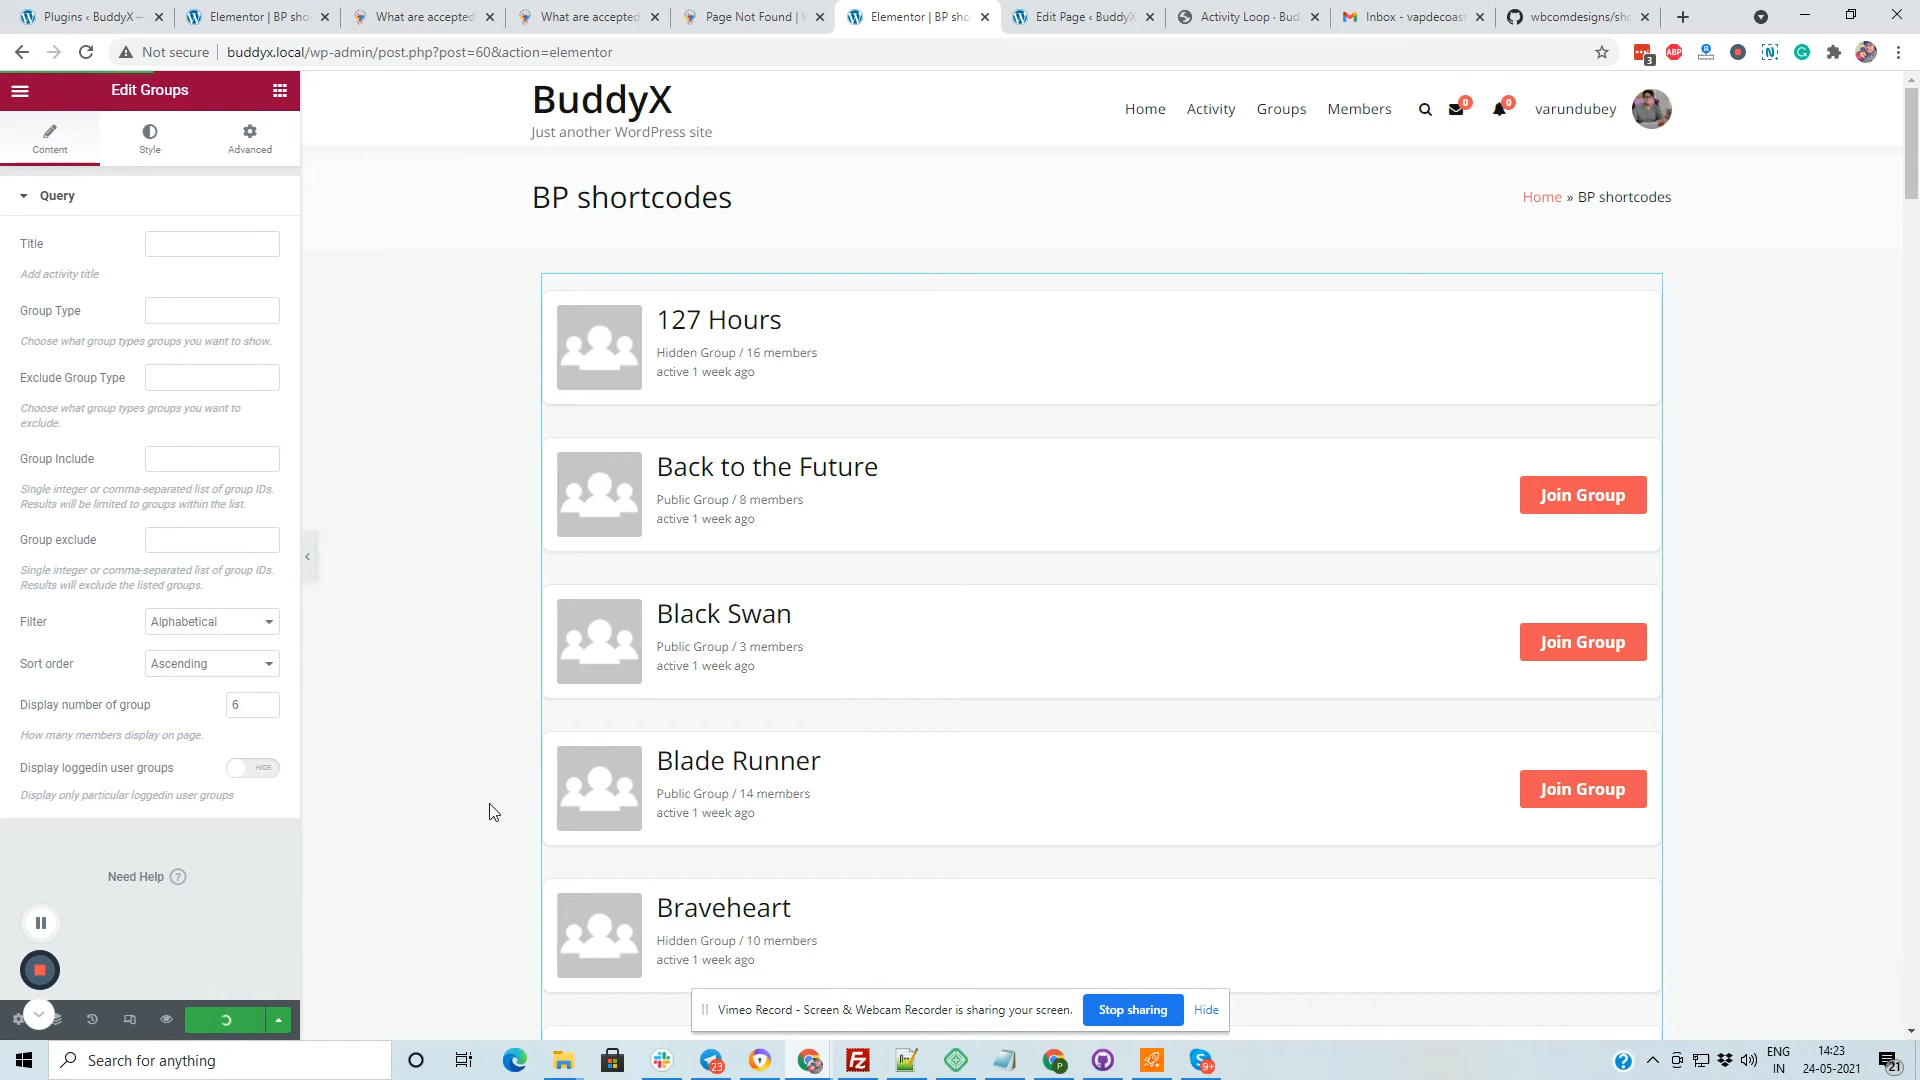 Plugins ‹ BuddyX —
Elementor | BP sho
What are accepted
What are accepted
Page Not Found | W
Elementor | BP sho
Edit Page ‹ BuddyX
Activity Loop · Bud
Inbox - vapdecoast
wbcomdesigns/sho
Not secure
buddyx.local/wp-admin/post.php?post=60&action=elementor
3
ABP
Edit Groups
Content
Style
Advanced
Query
Title
Add activity title
Group Type
Choose what group types groups you want to show.
Exclude Group Type
Choose what group types groups you want to
exclude.
Group Include
Single integer or comma-separated list of group IDs.
Results will be limited to groups within the list.
Group exclude
Single integer or comma-separated list of group IDs.
Results will exclude the listed groups.
Filter
Alphabetical
Sort order
Ascending
Display number of group
6
How many members display on page.
Display loggedin user groups
HIDE
Display only particular loggedin user groups
Need Help
BuddyX
Just another WordPress site
Home
Activity
Groups
Members
0
0
varundubey
BP shortcodes
Home » BP shortcodes
127 Hours
Hidden Group / 16 members
active 1 week ago
Back to the Future
Public Group / 8 members
active 1 week ago
Join Group
Black Swan
Public Group / 3 members
active 1 week ago
Join Group
Blade Runner
Public Group / 14 members
active 1 week ago
Join Group
Braveheart
Hidden Group / 10 members
active 1 week ago
Vimeo Record - Screen & Webcam Recorder is sharing your screen.
Stop sharing
Hide
Search for anything
23
9+
ENG
IN
14:23
24-05-2021
21